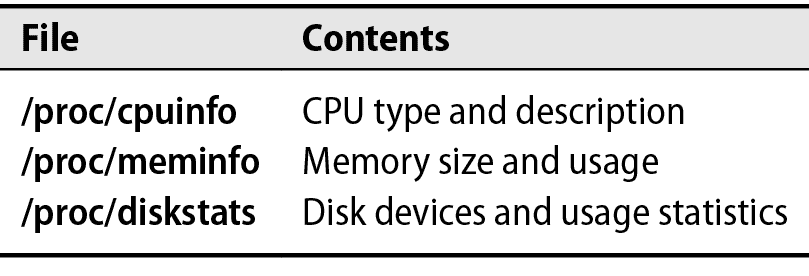 File Contents
/proc/cpuinfo CPU type and description
/proc/meminfo Memory size and usage
/proc/diskstats Disk devices and usage statistics